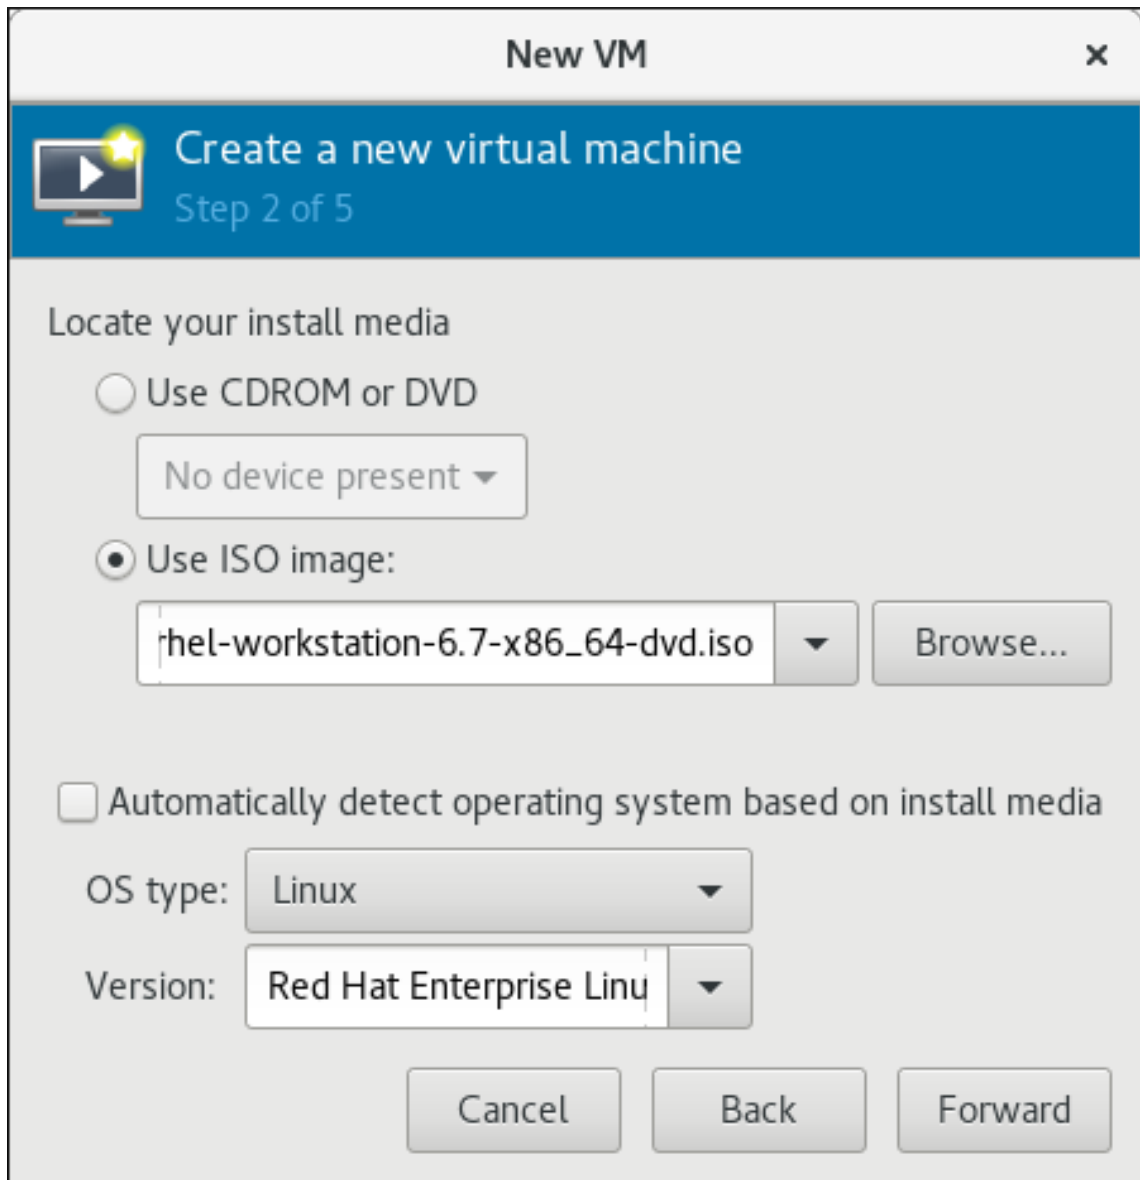 New VM
Create a new virtual machine
Step 2 of 5
Locate your install media
Use CDROM or DVD
No device present
Use ISO image:
rhel-workstation-6.7-x86_64-dvd.iso Browse...
Automatically detect operating system based on install media
OS type: Linux
Version: Red Hat Enterprise Linu
Cancel Back Forward